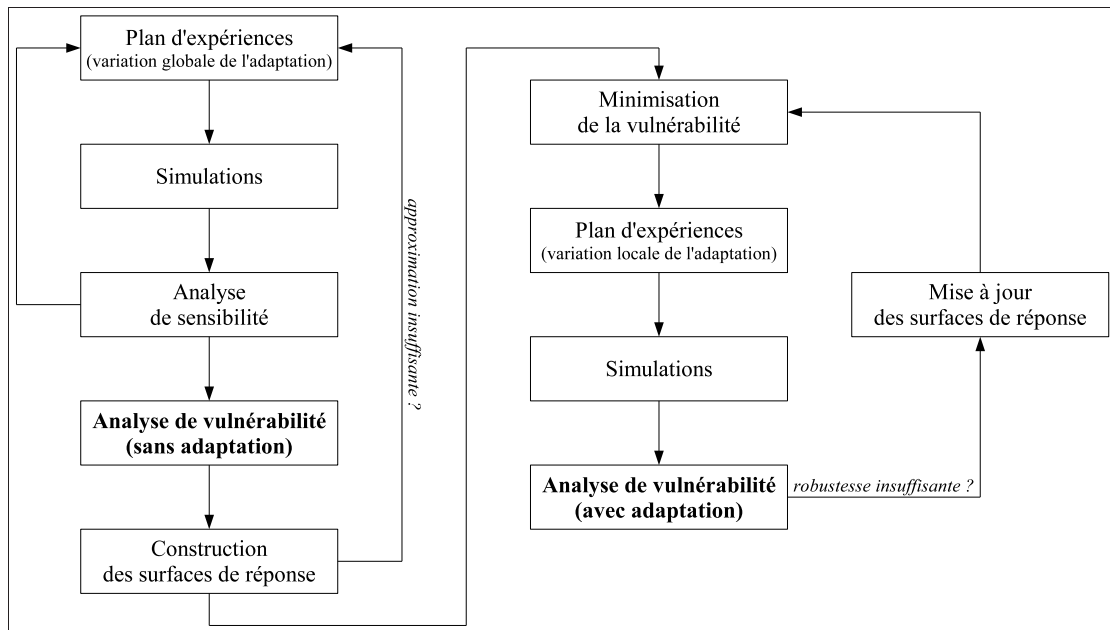 Plan d'expériences
(variation globale de l'adaptation)
Simulations
Analyse
de sensibilité
Analyse de vulnérabilité
(sans adaptation)
Construction
des surfaces de réponse
approximation insuffisante ?
Minimisation
de la vulnérabilité
Plan d'expériences
(variation locale de l'adaptation)
Simulations
Analyse de vulnérabilité
(avec adaptation)
robustesse insuffisante ?
Mise à jour
des surfaces de réponse